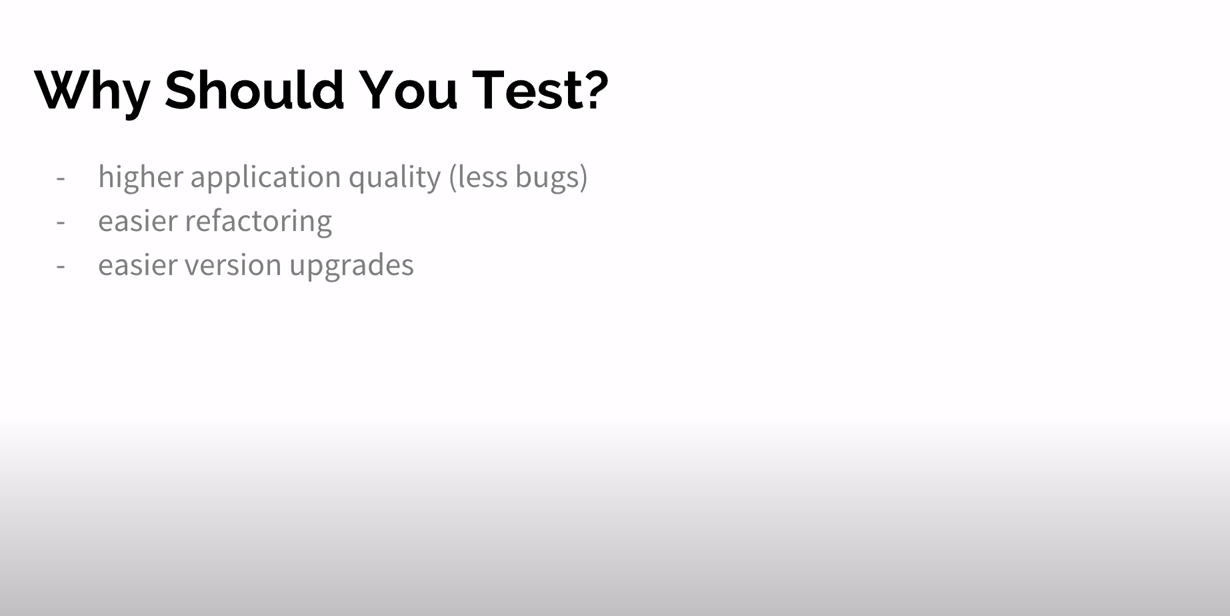 Why Should You Test?
- higher application quality (less bugs)
- easier refactoring
- easier version upgrades